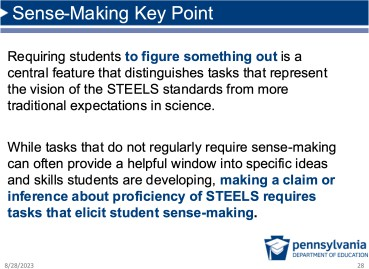 Sense-Making Key Point
Requiring students to figure something out is a
central feature that distinguishes tasks that represent
the vision of the STEELS standards from more
traditional expectations in science.
While tasks that do not regularly require sense-making
can often provide a helpful window into specific ideas
and skills students are developing, making a claim or
inference about proficiency of STEELS requires
tasks that elicit student sense-making.
pennsylvania
DEPARTMENT OF EDUCATION
8/28/2023
28